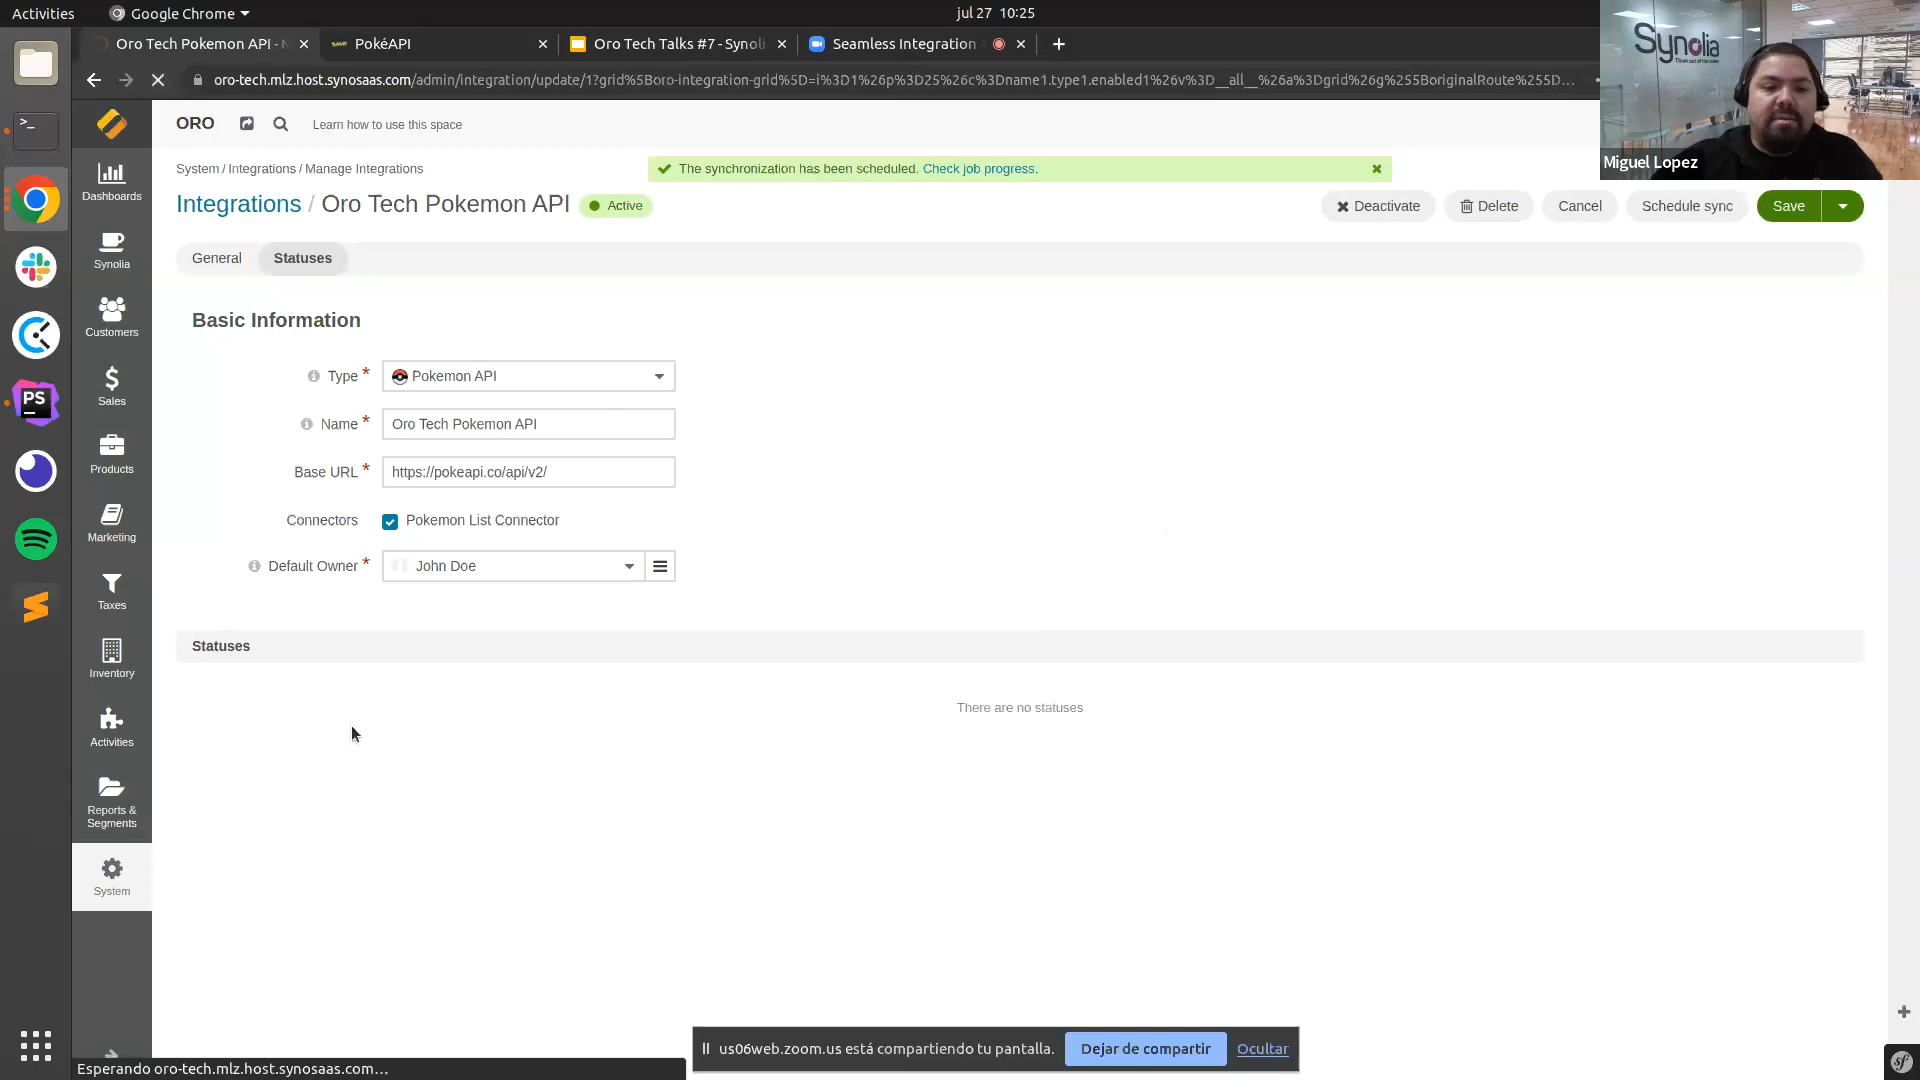 Activities
Google Chrome
jul 27 10:25
Oro Tech Pokemon API - N
PokéAPI
Oro Tech Talks #7 - Synoli
Seamless Integration
oro-tech.mlz.host.synosaas.com/admin/integration/update/1?grid%5Boro-integration-grid%5D=i%3D1%26p%3D25%26c%3Dname1.type1.enabled1%26v%3D__all__%26a%3Dgrid%26g%255BoriginalRoute%255D...
Synolia
Think out of the order
Miguel Lopez
ORO
Learn how to use this space
System / Integrations / Manage Integrations
The synchronization has been scheduled. Check job progress.
Integrations / Oro Tech Pokemon API
Active
Deactivate
Delete
Cancel
Schedule sync
Save
General
Statuses
Basic Information
Type *
Pokemon API
Name *
Oro Tech Pokemon API
Base URL *
https://pokeapi.co/api/v2/
Connectors
Pokemon List Connector
Default Owner *
John Doe
Statuses
There are no statuses
Dashboards
Synolia
Customers
Sales
Products
Marketing
Taxes
Inventory
Activities
Reports &
Segments
System
PS
us06web.zoom.us está compartiendo tu pantalla.
Dejar de compartir
Ocultar
Esperando oro-tech.mlz.host.synosaas.com…